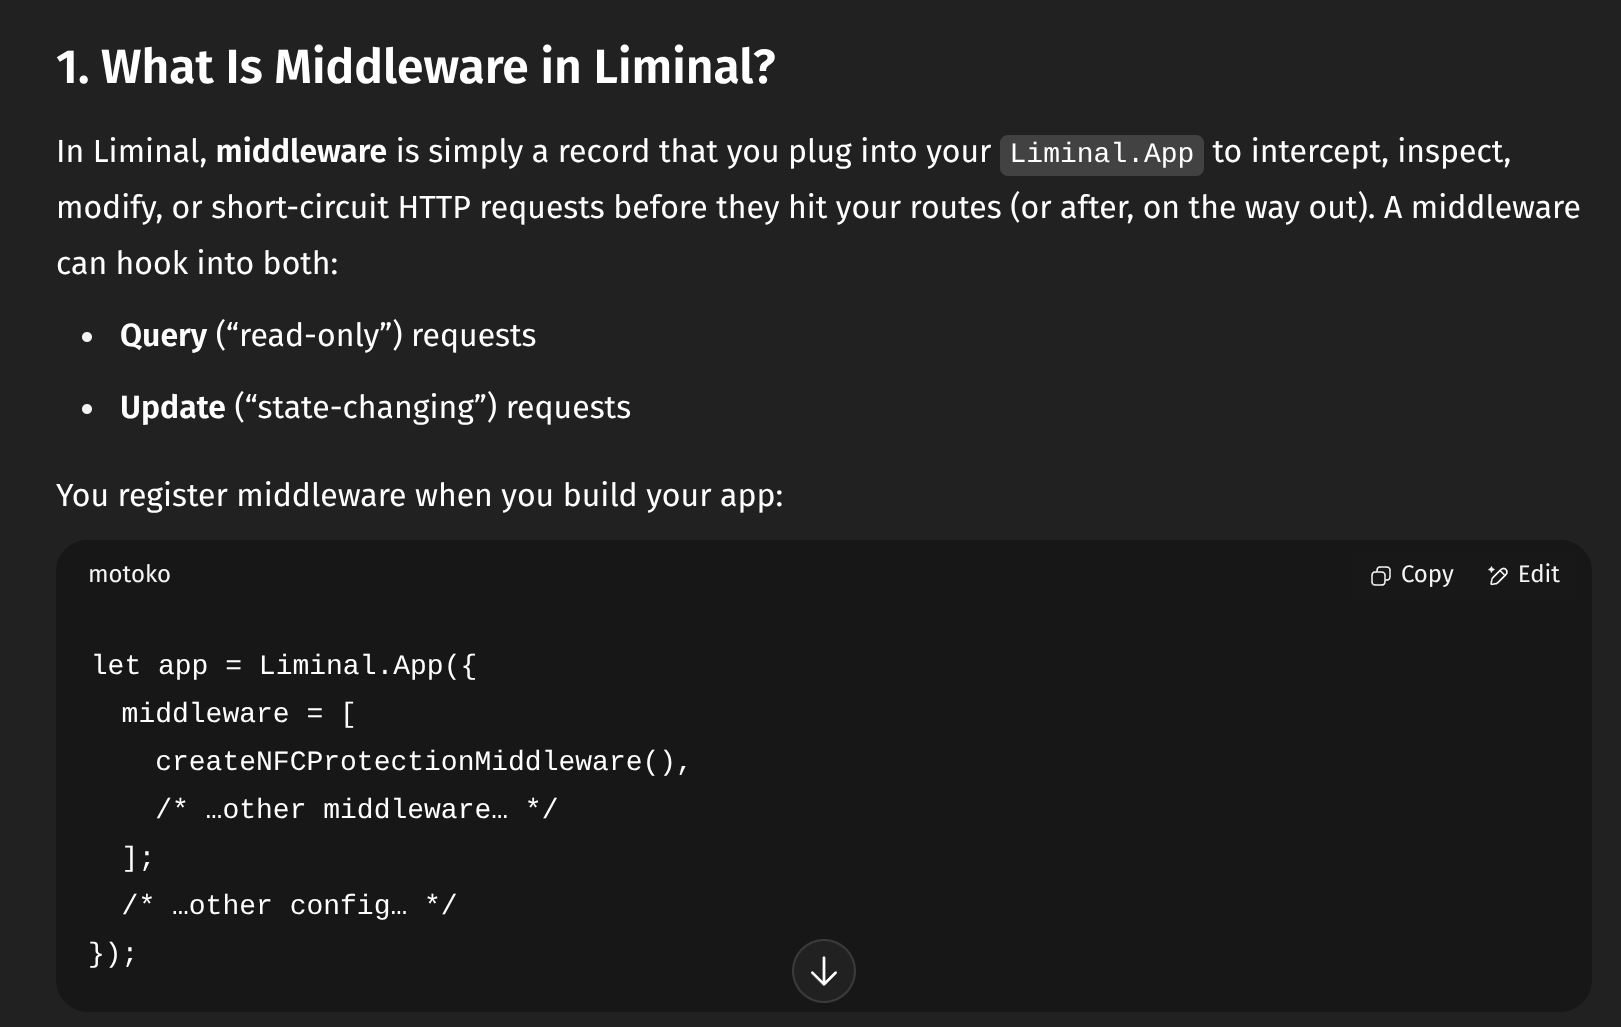 1. What Is Middleware in Liminal?
In Liminal, middleware is simply a record that you plug into your Liminal.App to intercept, inspect,
modify, or short-circuit HTTP requests before they hit your routes (or after, on the way out). A middleware
can hook into both:
• Query (“read-only”) requests
• Update (“state-changing”) requests
You register middleware when you build your app:
motoko Copy Edit
let app = Liminal.App({
  middleware = [
    createNFCProtectionMiddleware(),
    /* …other middleware… */
  ];
  /* …other config… */
});